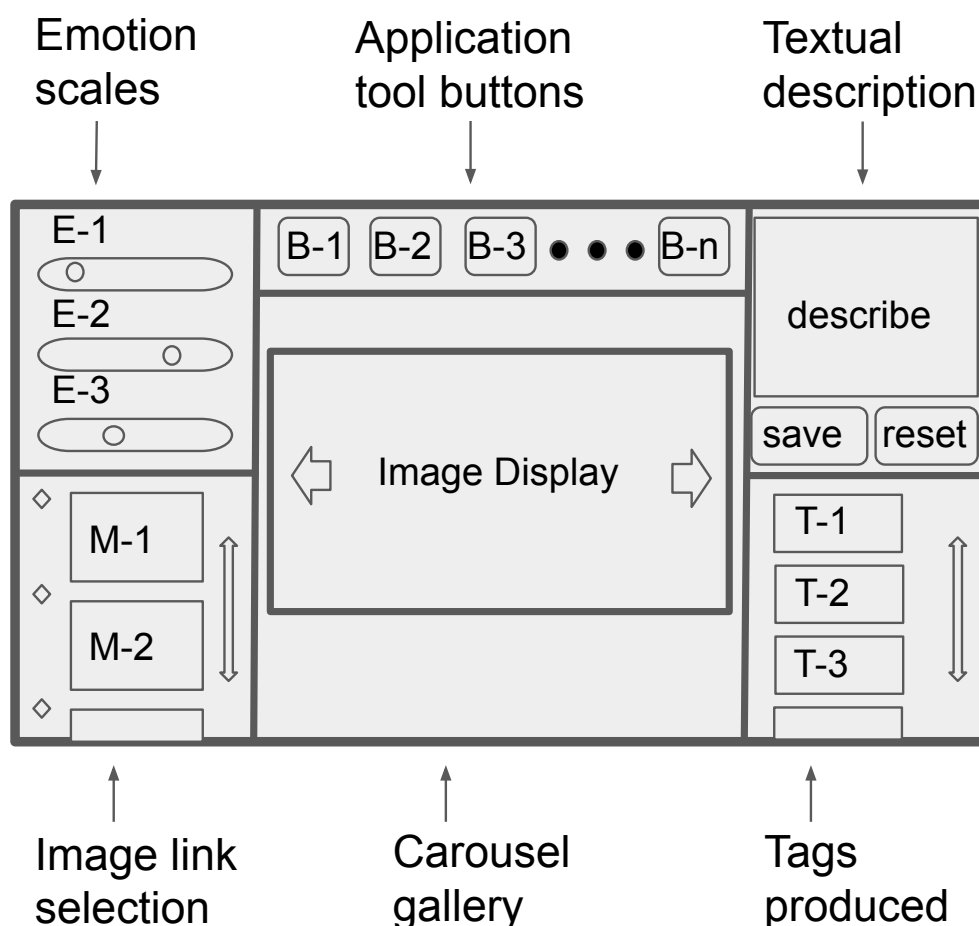 Emotion
scales
Application
tool buttons
Textual
description
E-1
E-2
E-3
B-1 B-2 B-3 B-n
describe
save reset
Image Display
M-1
M-2
T-1
T-2
T-3
Image link
selection
Carousel
gallery
Tags
produced